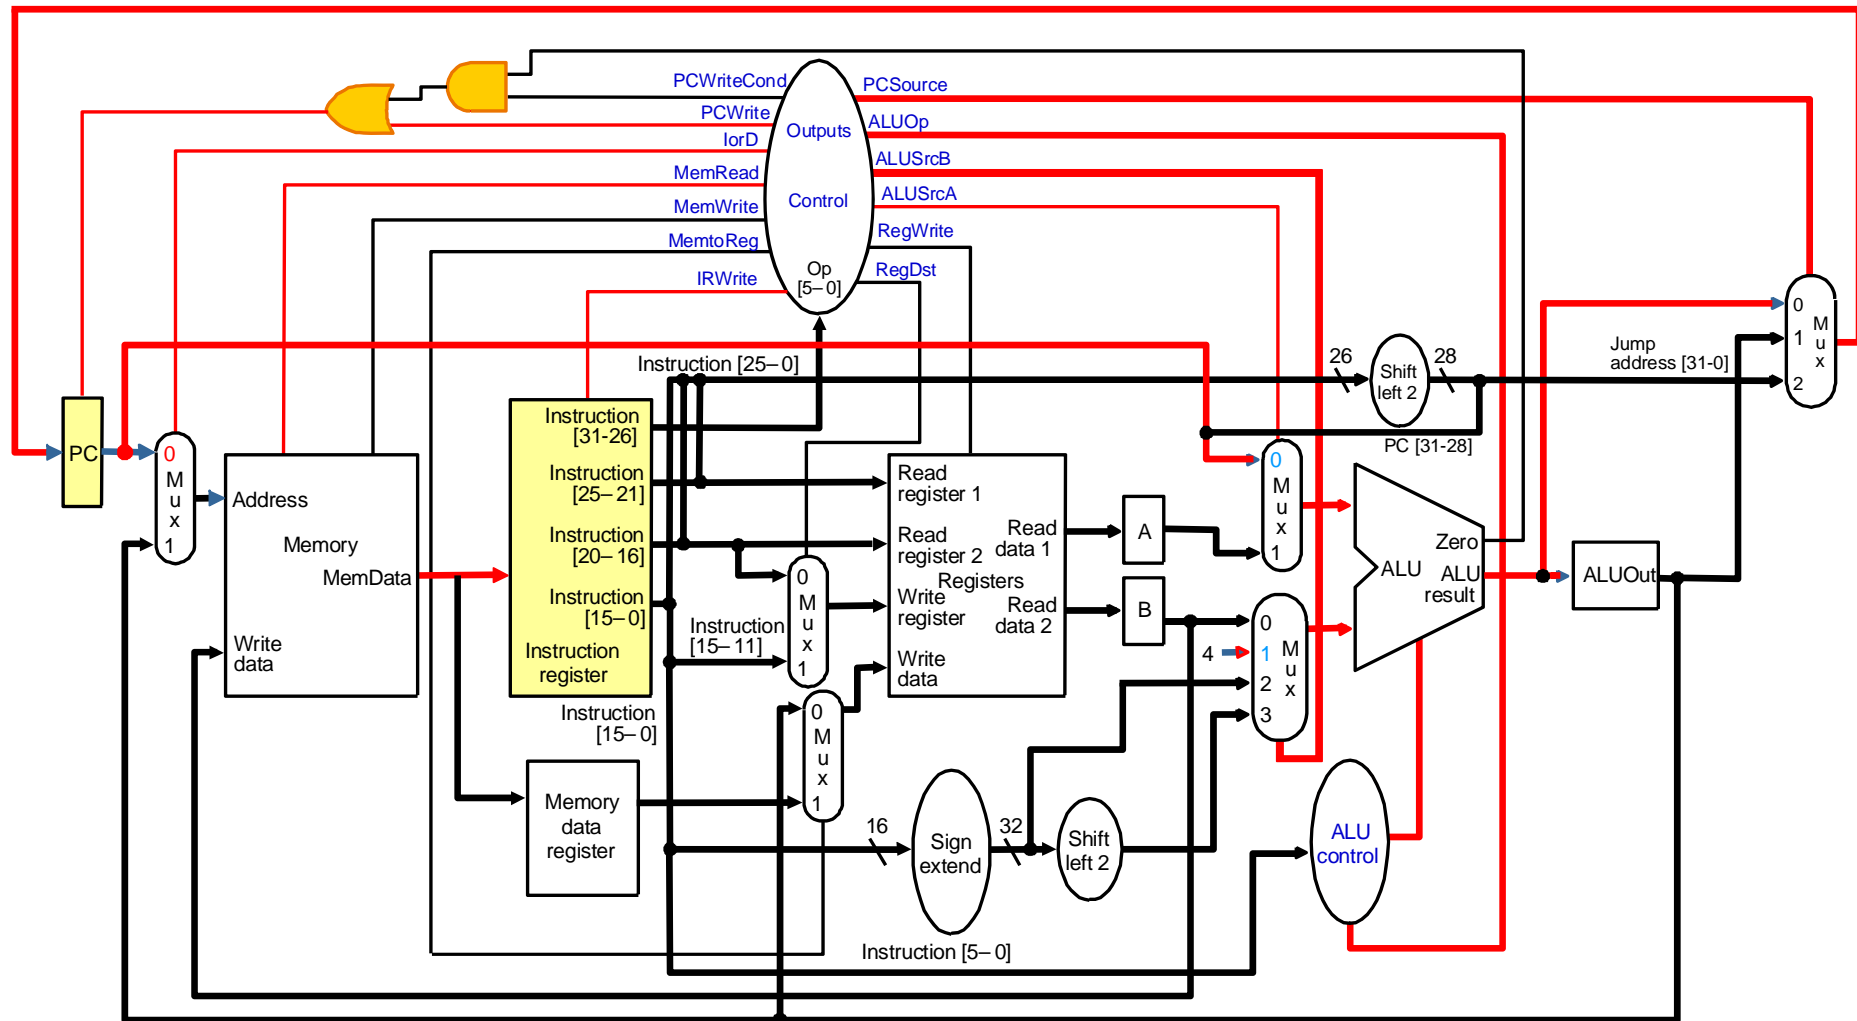 PCWriteCond
PCSource
PCWrite
ALUOp
Outputs
IorD
ALUSrcB
MemRead
ALUSrcA
Control
MemWrite
RegWrite
MemtoReg
RegDst
Op
[5–0]
IRWrite
0
1
2
M
u
x
Jump
address [31-0]
Instruction [25–0]
26
Shift
left 2
28
PC [31-28]
PC
0
M
u
x
1
Address
Memory
MemData
Write
data
Instruction
[31-26]
Instruction
[25–21]
Instruction
[20–16]
Instruction
[15–0]
Instruction
register
Instruction
[15–11]
Instruction
[15–0]
0
M
u
x
1
Read
register 1
Read
register 2
Registers
Write
register
Write
data
Read
data 1
Read
data 2
A
B
0
M
u
x
1
4
0
1
2
3
M
u
x
Zero
ALU
ALU
result
ALUOut
0
M
u
x
1
Memory
data
register
16
Sign
extend
32
Shift
left 2
ALU
control
Instruction [5–0]